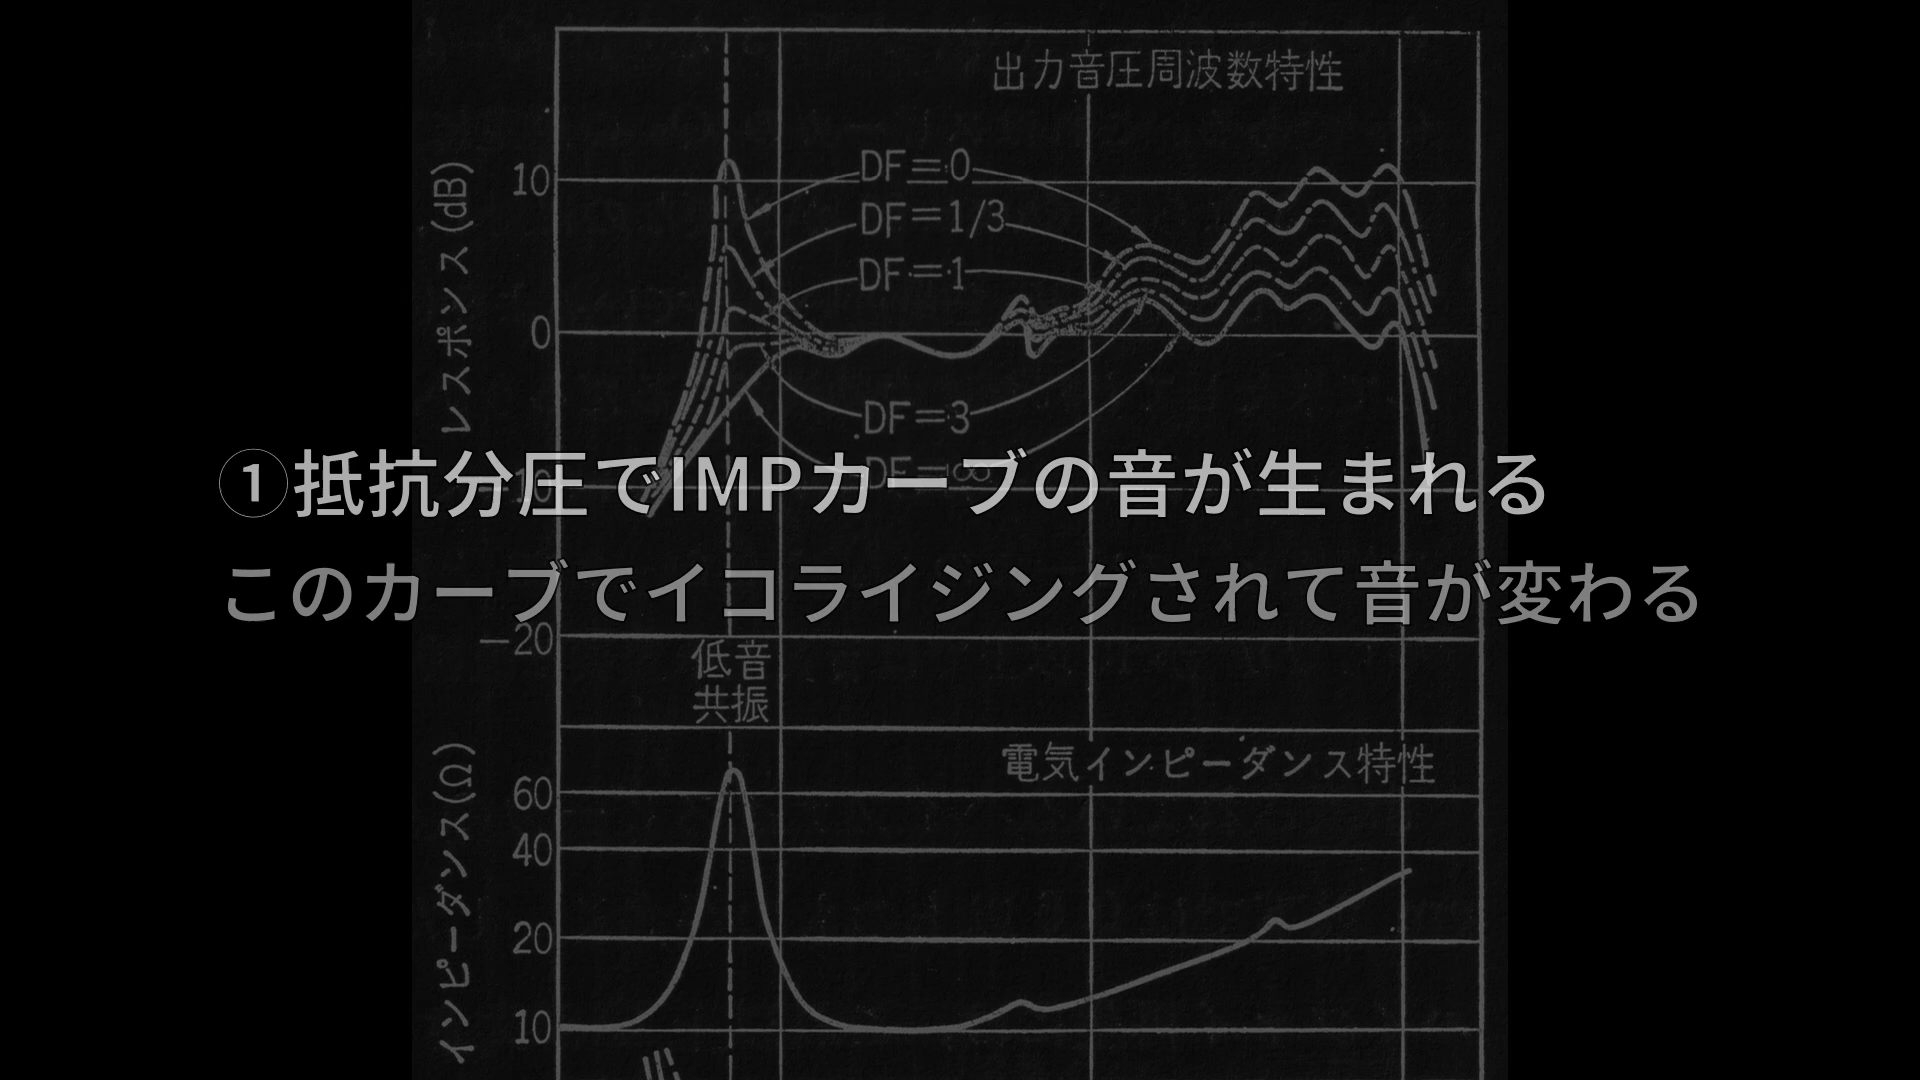 出力音圧周波数特性
レスポンス(dB)
10
DF=0
DF=1/3
DF=1
0
DF=3
DF=∞
-10
①抵抗分圧でIMPカーブの音が生まれる
このカーブでイコライジングされて音が変わる
-20
低音
共振
電気インピーダンス特性
インピーダンス(Ω)
60
40
20
10